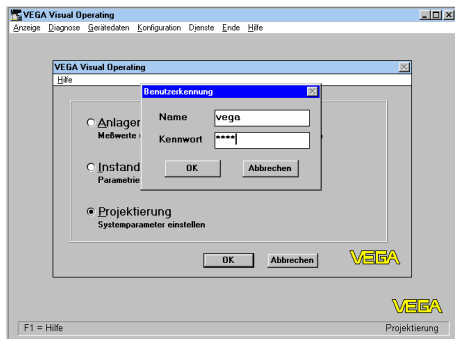 VEGA Visual Operating
Anzeige Diagnose Gerätedaten Konfiguration Dienste Ende Hilfe
VEGA Visual Operating
Hilfe
Benutzerkennung
Name vega
Kennwort ****
OK Abbrechen
Anlagen
Meßwerte
Instand
Parametrie
Projektierung
Systemparameter einstellen
OK Abbrechen
VEGA
VEGA
F1 = Hilfe Projektierung